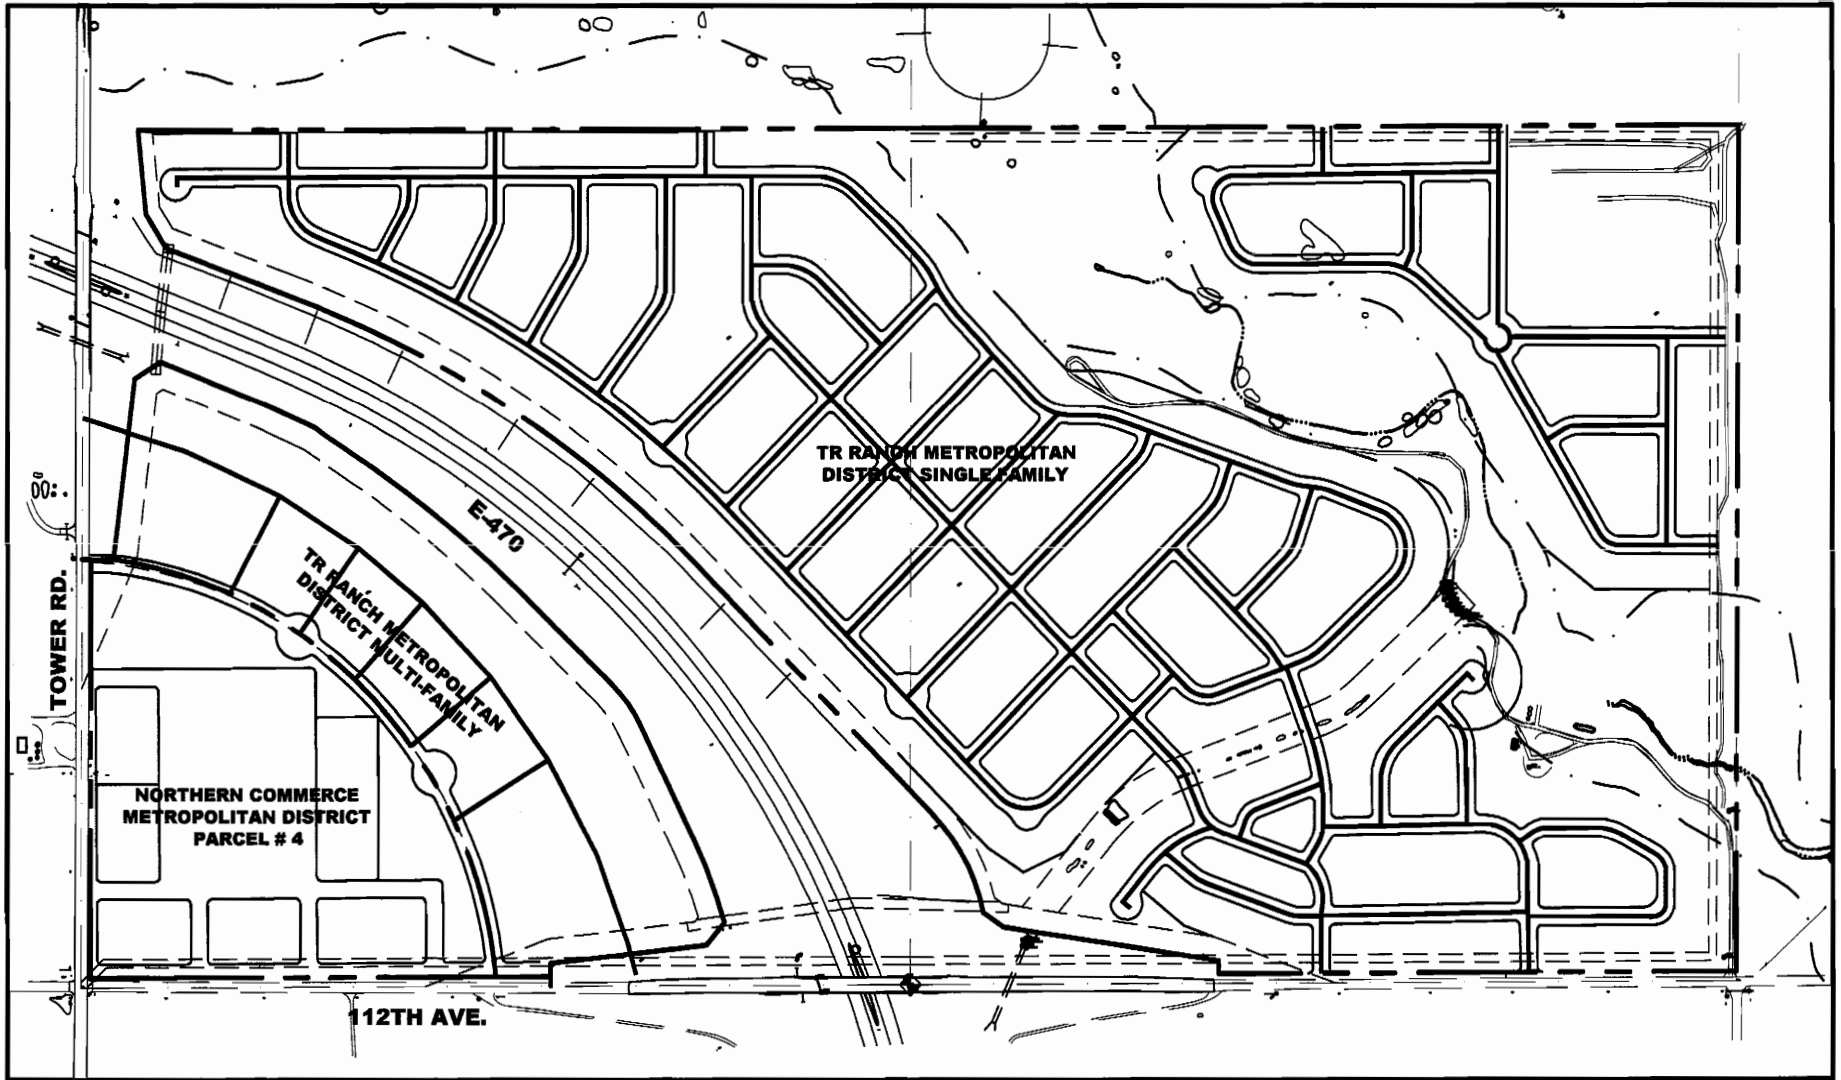 TR RANCH METROPOLITAN
DISTRICT SINGLE FAMILY
E-470
TR RANCH METROPOLITAN
DISTRICT MULTI-FAMILY
TOWER RD.
NORTHERN COMMERCE
METROPOLITAN DISTRICT
PARCEL # 4
112TH AVE.